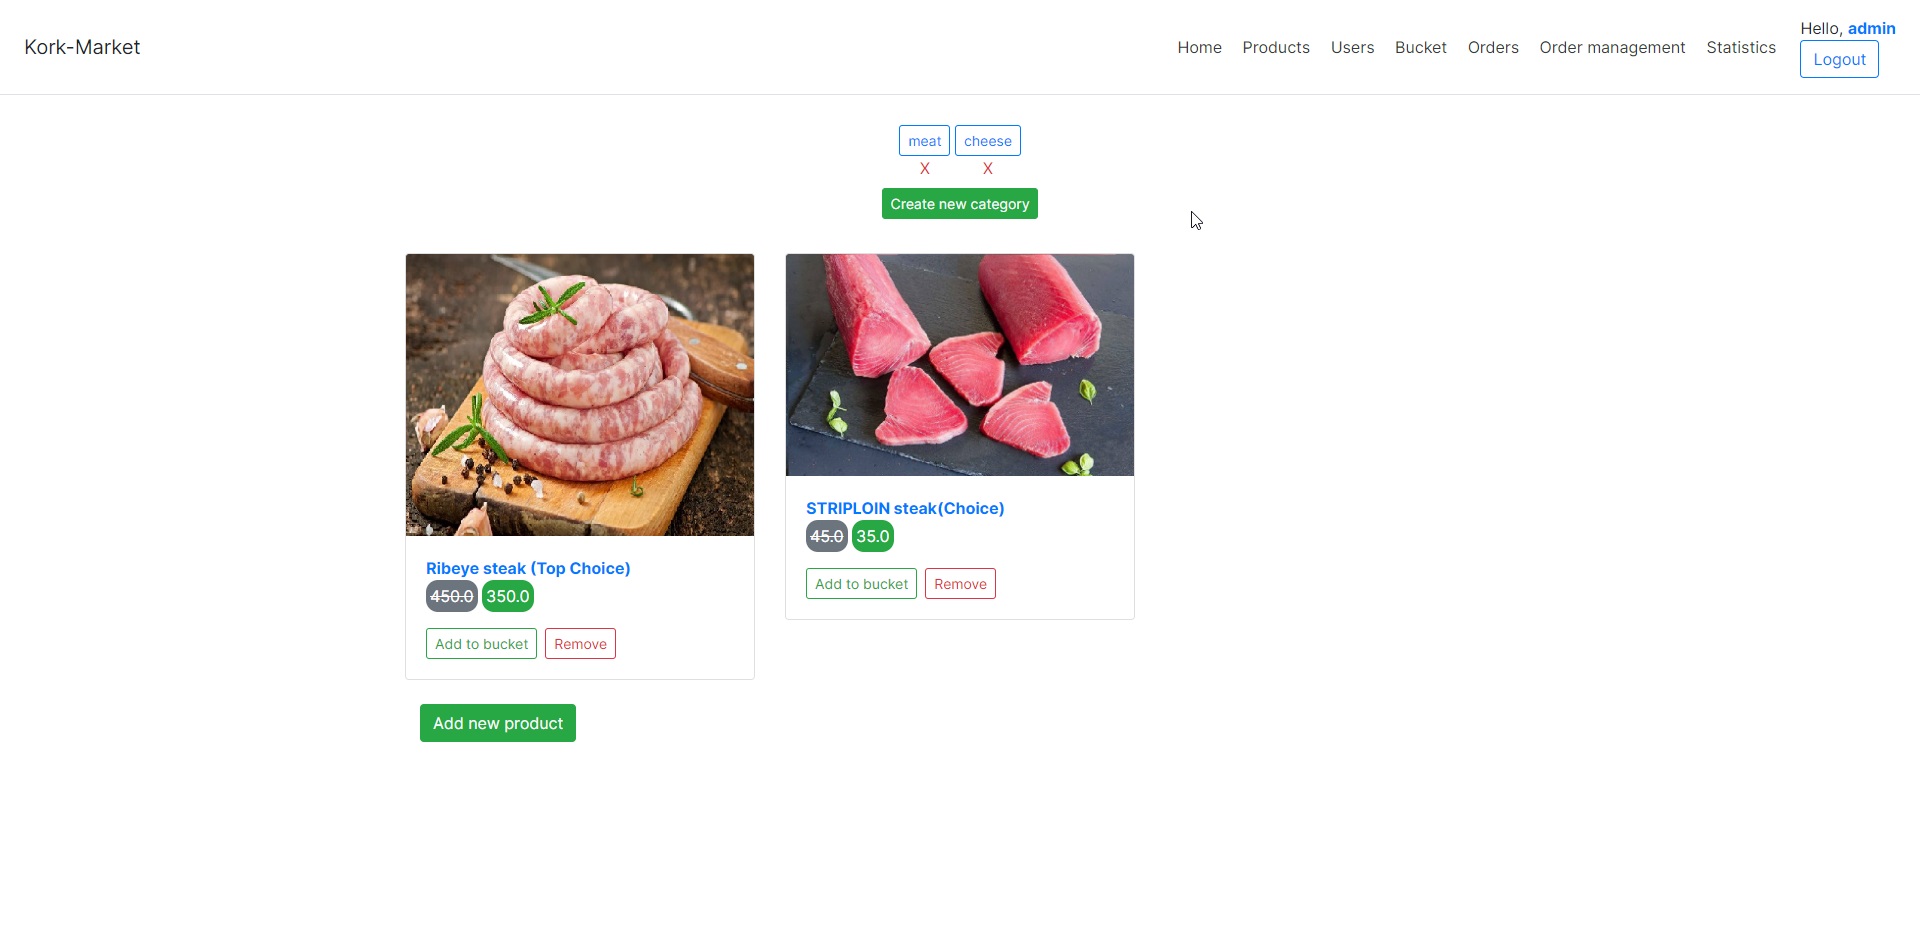 Kork-Market
Home Products Users Bucket Orders Order management Statistics
Hello, admin
Logout
meat cheese
X X
Create new category
Ribeye steak (Top Choice)
450.0 350.0
Add to bucket Remove
STRIPLOIN steak(Choice)
45.0 35.0
Add to bucket Remove
Add new product